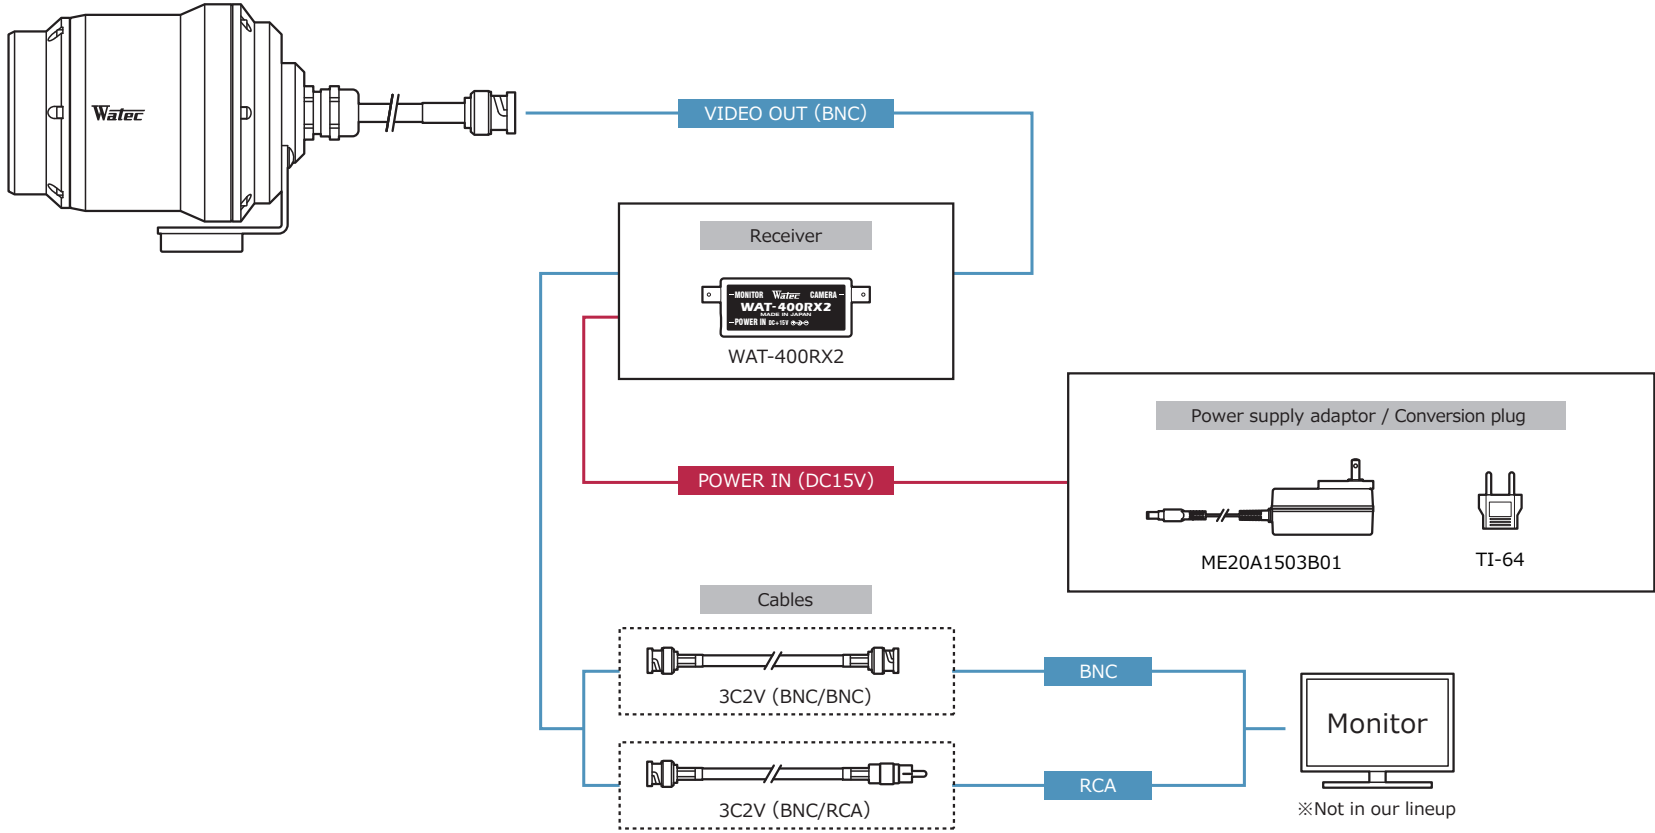 Watec
VIDEO OUT (BNC)
Receiver
MONITOR Watec CAMERA
WAT-400RX2
MADE IN JAPAN
POWER IN DC+15V
WAT-400RX2
Power supply adaptor / Conversion plug
POWER IN (DC15V)
ME20A1503B01
TI-64
Cables
3C2V (BNC/BNC)
BNC
Monitor
3C2V (BNC/RCA)
RCA
※Not in our lineup